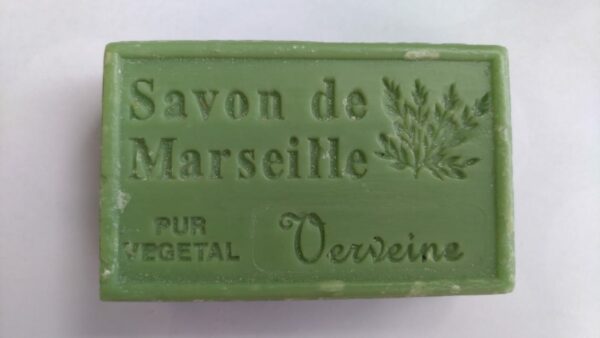 Savon de
Marseille
PUR
VEGETAL
Verveine